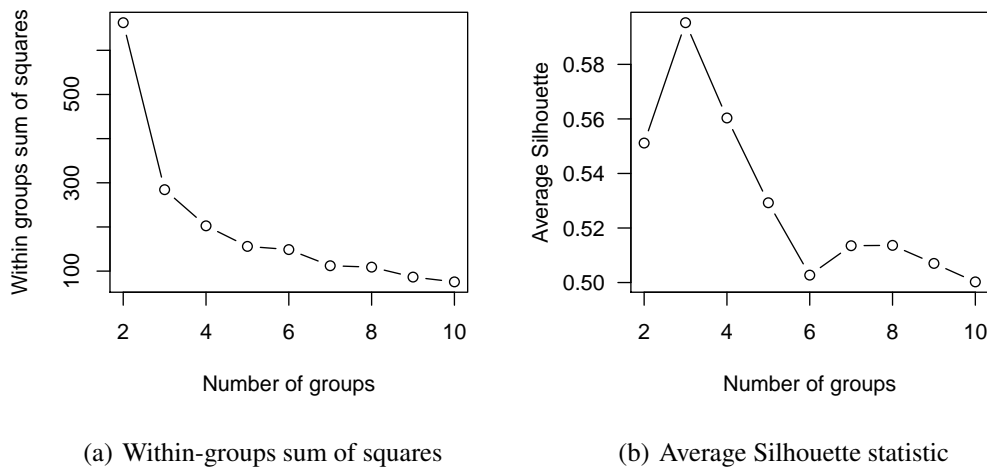 Within groups sum of squares
500
300
100
2 4 6 8 10
Number of groups
(a) Within-groups sum of squares
Average Silhouette
0.58
0.56
0.54
0.52
0.50
2 4 6 8 10
Number of groups
(b) Average Silhouette statistic